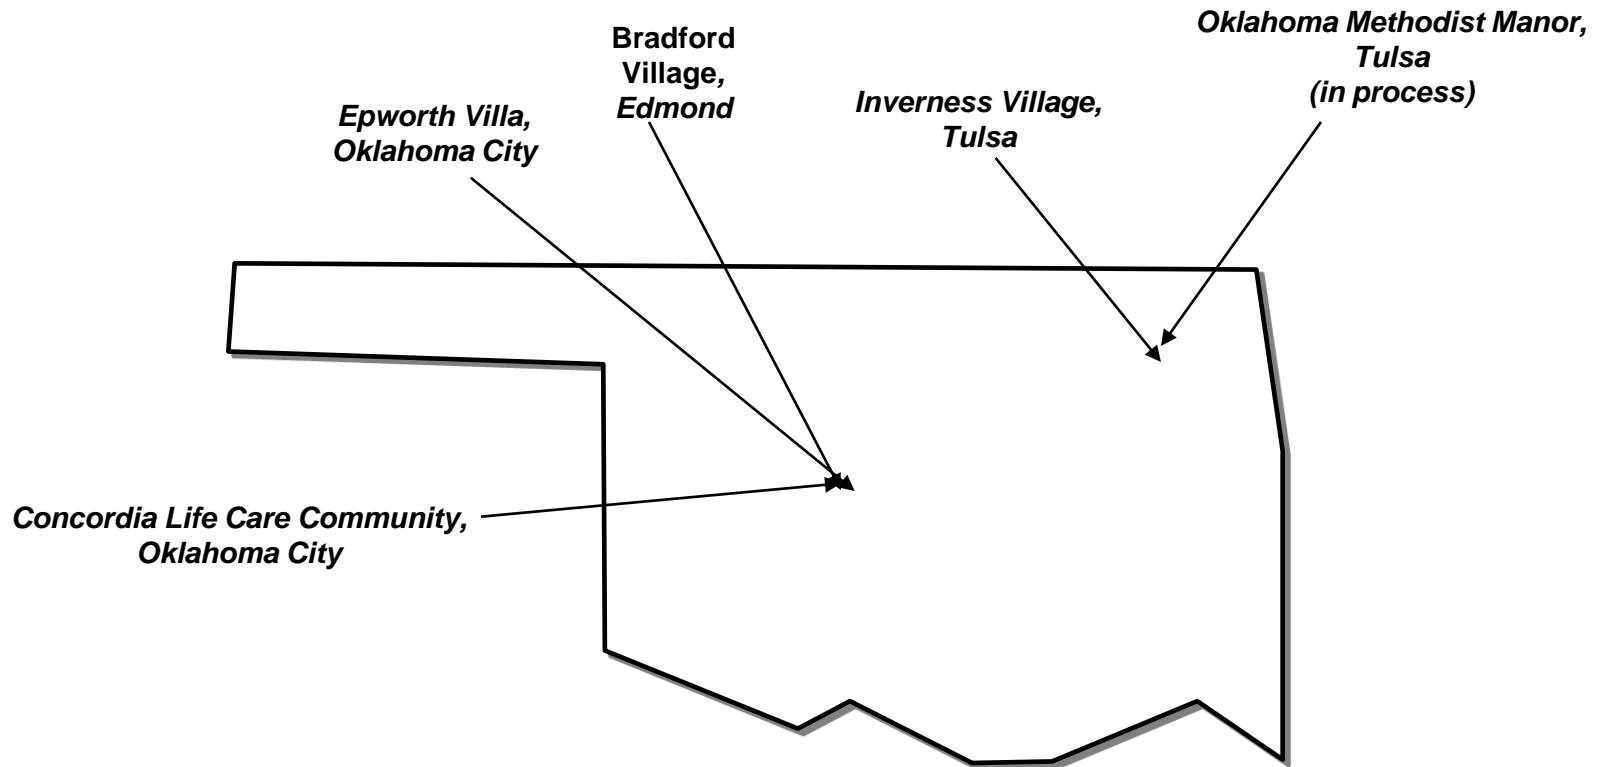 Oklahoma Methodist Manor,
Tulsa
(in process)
Bradford
Village,
Edmond
Inverness Village,
Tulsa
Epworth Villa,
Oklahoma City
Concordia Life Care Community,
Oklahoma City